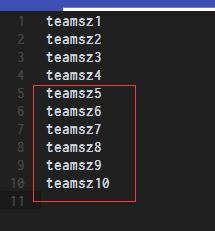 1 teamsz1
2 teamsz2
3 teamsz3
4 teamsz4
5 teamsz5
6 teamsz6
7 teamsz7
8 teamsz8
9 teamsz9
10 teamsz10
11